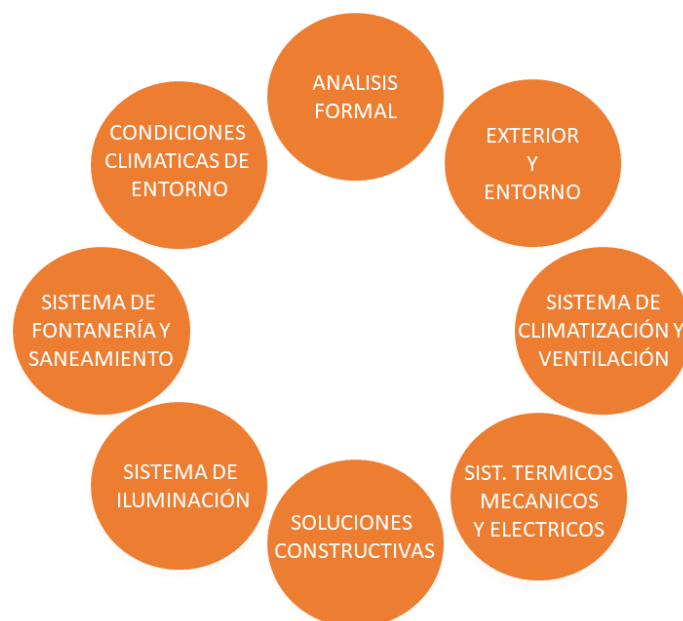 ANALISIS
FORMAL
EXTERIOR
Y
ENTORNO
SISTEMA DE
CLIMATIZACIÓN Y
VENTILACIÓN
SIST. TERMICOS
MECANICOS
Y ELECTRICOS
SOLUCIONES
CONSTRUCTIVAS
SISTEMA DE
ILUMINACIÓN
SISTEMA DE
FONTANERÍA Y
SANEAMIENTO
CONDICIONES
CLIMATICAS DE
ENTORNO